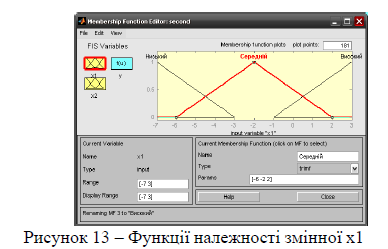 Membership Function Editor: second
File Edit View
FIS Variables
Membership function plots plot points: 181
x1
f(u)
y
x2
Низький Середній Високий
1
0.5
0
-7 -6 -5 -4 -3 -2 -1 0 1 2 3
input variable "x1"
Current Variable
Name x1
Type input
Range [-7 3]
Display Range [-7 3]
Current Membership Function (click on MF to select)
Name Середній
Type trimf
Params [-6 -2 2]
Help Close
Renaming MF 3 to "Високий"
Рисунок 13 – Функції належності змінної x1